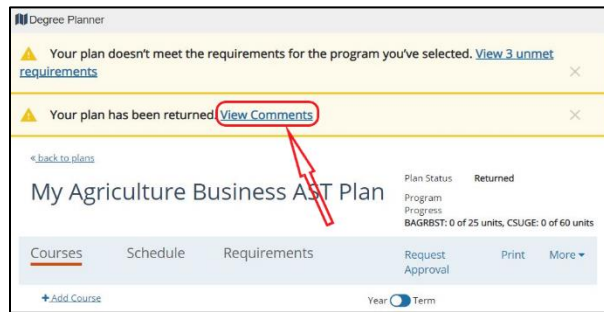 Degree Planner
Your plan doesn't meet the requirements for the program you've selected. View 3 unmet
requirements
Your plan has been returned. View Comments
« back to plans
My Agriculture Business AST Plan
Plan Status Returned
Program
Progress
BAGRBST: 0 of 25 units, CSUGE: 0 of 60 units
Courses Schedule Requirements
Request
Approval
Print More
+ Add Course
Year Term